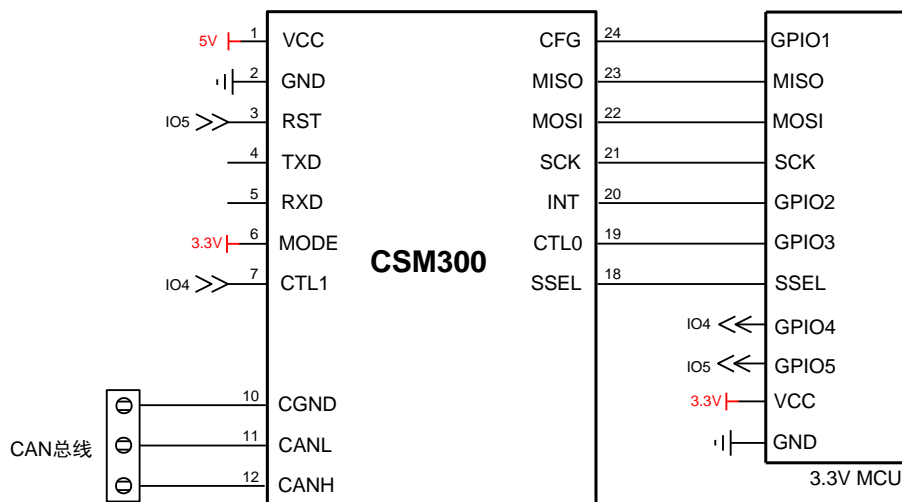 5V 1 VCC CFG 24 GPIO1
2 GND MISO 23 MISO
IO5 3 RST MOSI 22 MOSI
4 TXD SCK 21 SCK
5 RXD INT 20 GPIO2
3.3V 6 MODE CTL0 19 GPIO3
CSM300
IO4 7 CTL1 SSEL 18 SSEL
IO4 GPIO4
IO5 GPIO5
3.3V VCC
10 CGND
GND
CAN总线 11 CANL
3.3V MCU
12 CANH